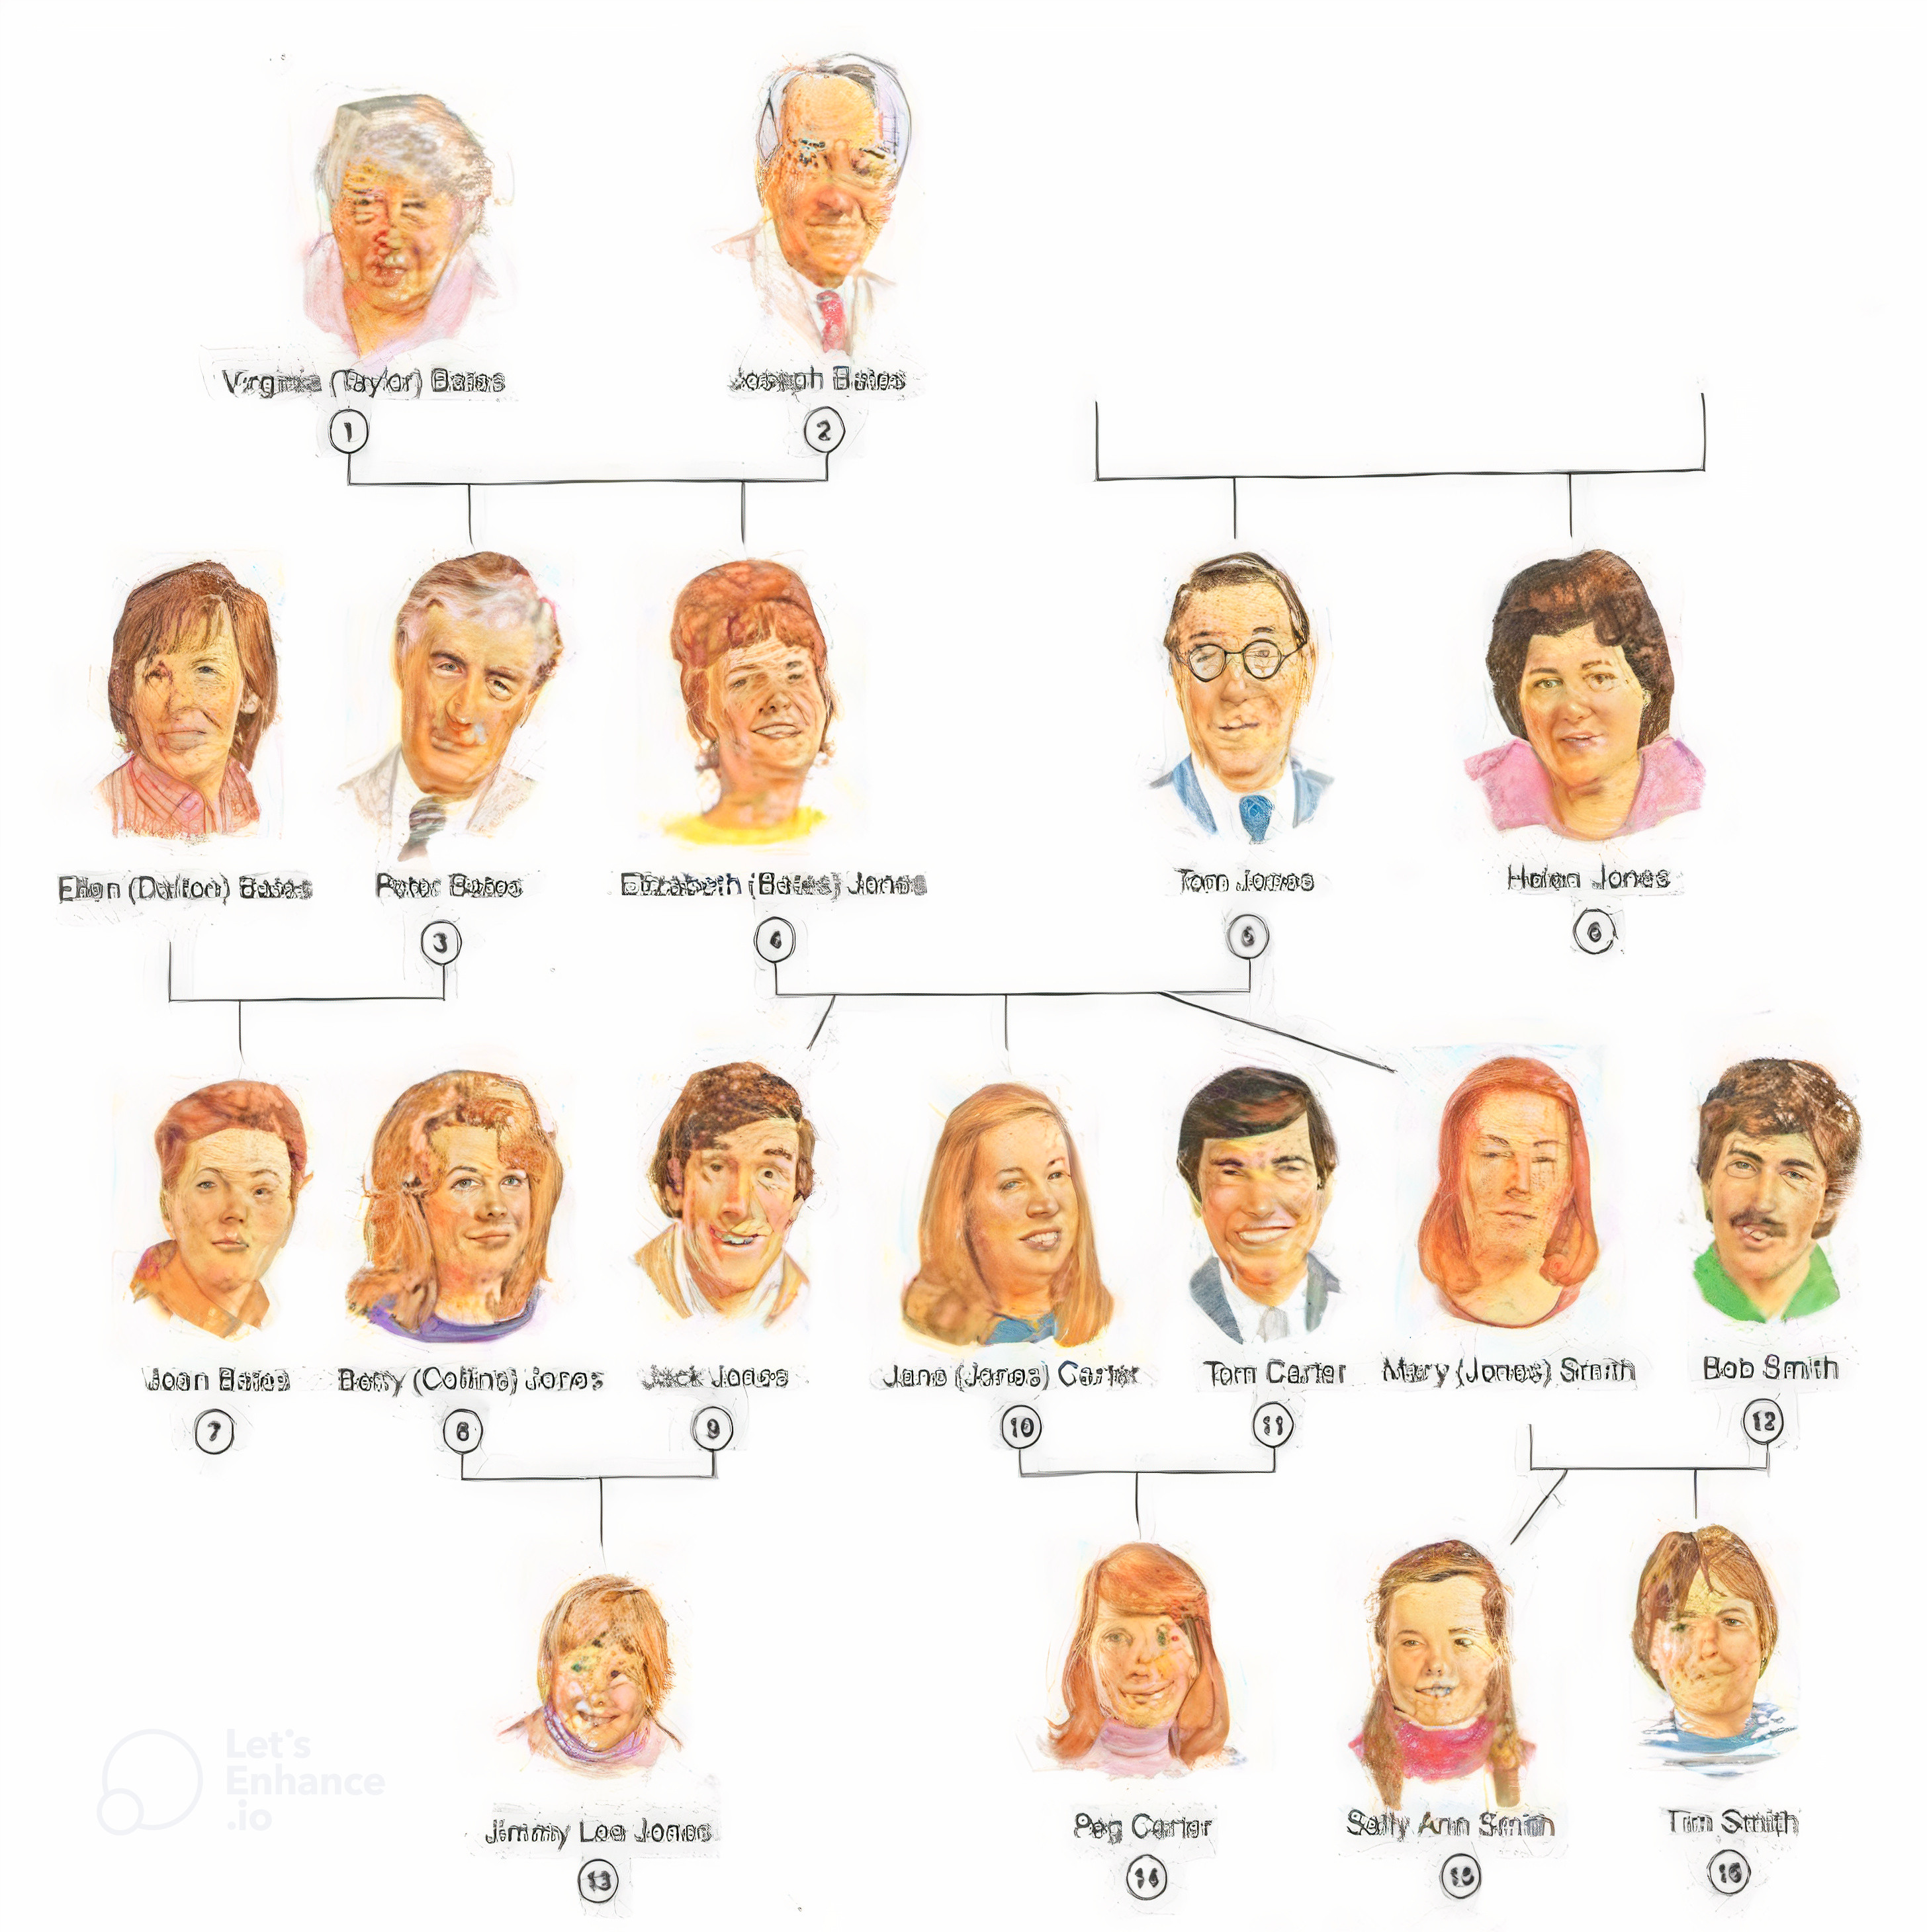 Virginia (Taylor) Bates
Joseph Bates
1
2
Ellen (Dalton) Bates
Peter Bates
Elizabeth (Bates) Jones
Tom Jones
Helen Jones
3
4
5
6
Joan Bates
Betty (Collins) Jones
Jack Jones
Jane (Jones) Carter
Tom Carter
Mary (Jones) Smith
Bob Smith
7
8
9
10
11
12
Jimmy Lee Jones
Peg Carter
Sally Ann Smith
Tim Smith
13
14
15
16
Let's
Enhance
.io